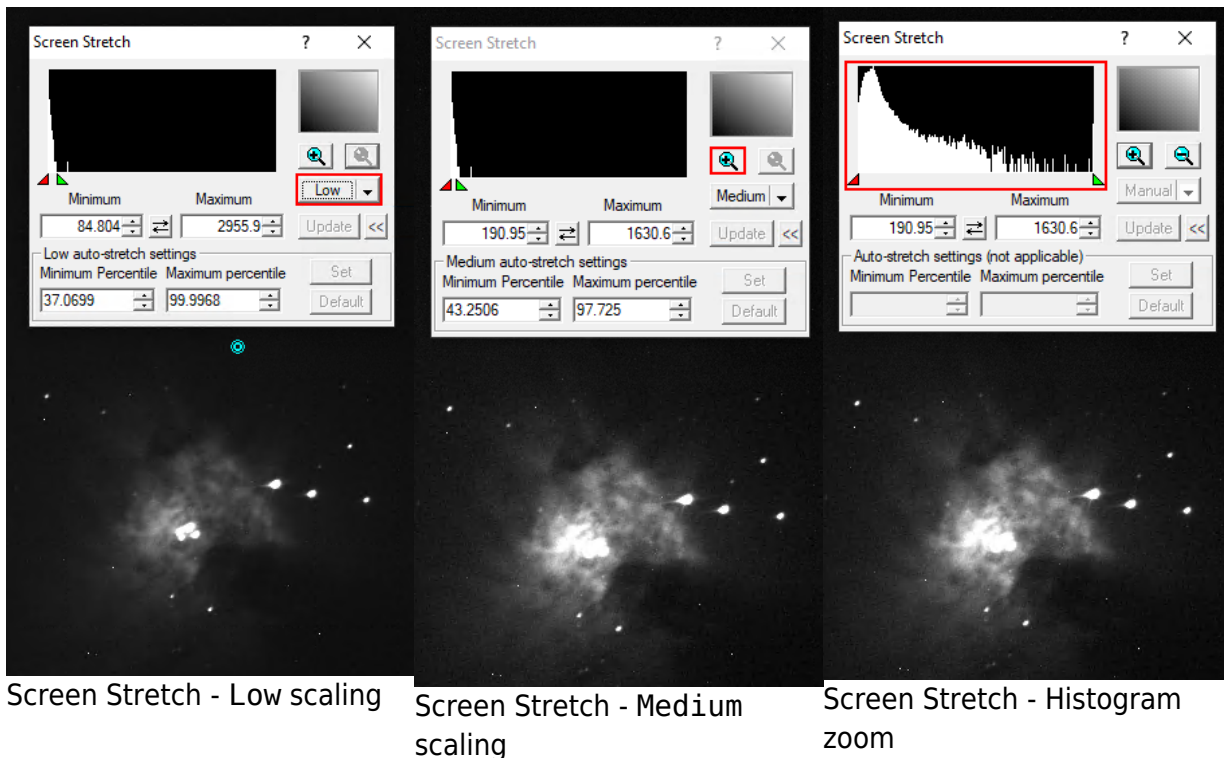 Screen Stretch ? ×
Low
Minimum Maximum
84.804 2955.9 Update <<
Low auto-stretch settings
Minimum Percentile Maximum percentile Set
37.0699 99.9968 Default
Screen Stretch - Low scaling
Screen Stretch ? ×
Medium
Minimum Maximum
190.95 1630.6 Update <<
Medium auto-stretch settings
Minimum Percentile Maximum percentile Set
43.2506 97.725 Default
Screen Stretch - Medium
scaling
Screen Stretch ? ×
Manual
Minimum Maximum
190.95 1630.6 Update <<
Auto-stretch settings (not applicable)
Minimum Percentile Maximum percentile Set
Default
Screen Stretch - Histogram
zoom